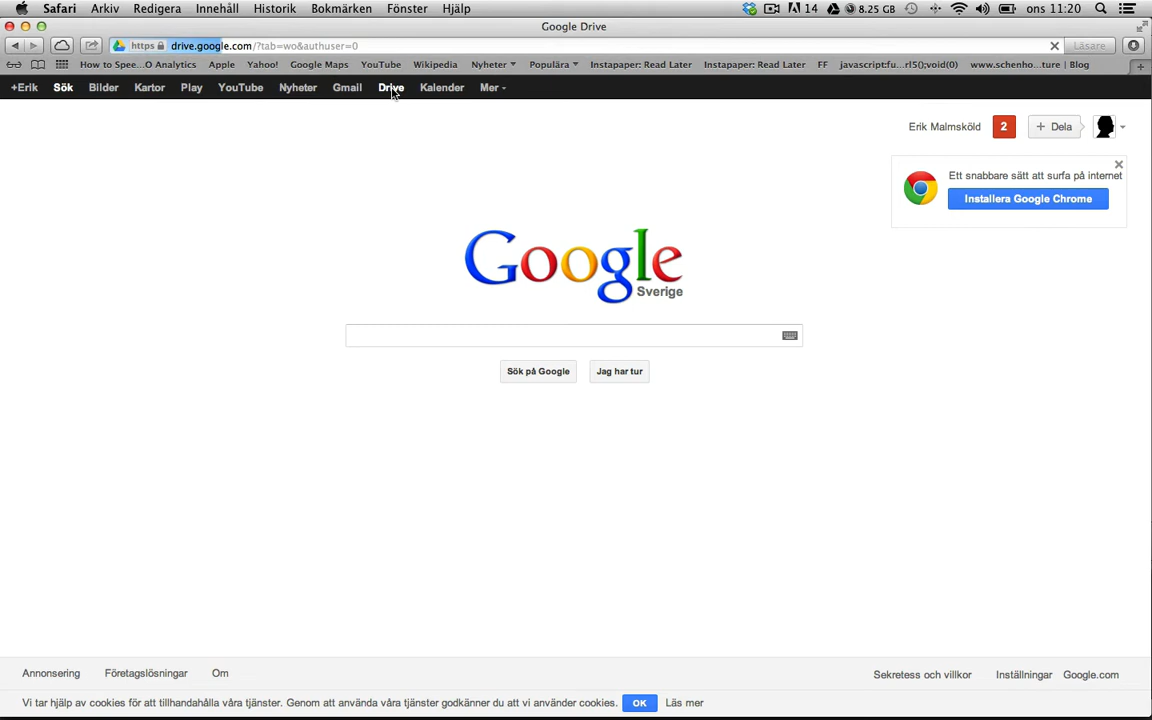 Safari Arkiv Redigera Innehåll Historik Bokmärken Fönster Hjälp 14 8.25 GB ons 11:20
Google Drive
https drive.google.com/?tab=wo&authuser=0 Läsare
How to Spee...O Analytics Apple Yahoo! Google Maps YouTube Wikipedia Nyheter Populära Instapaper: Read Later Instapaper: Read Later FF javascript:fu...rl5();void(0) www.schenho...ture | Blog
+Erik Sök Bilder Kartor Play YouTube Nyheter Gmail Drive Kalender Mer
Erik Malmsköld 2 + Dela
Ett snabbare sätt att surfa på internet
Installera Google Chrome
Google
Sverige
Sök på Google Jag har tur
Annonsering Företagslösningar Om Sekretess och villkor Inställningar Google.com
Vi tar hjälp av cookies för att tillhandahålla våra tjänster. Genom att använda våra tjänster godkänner du att vi använder cookies. OK Läs mer